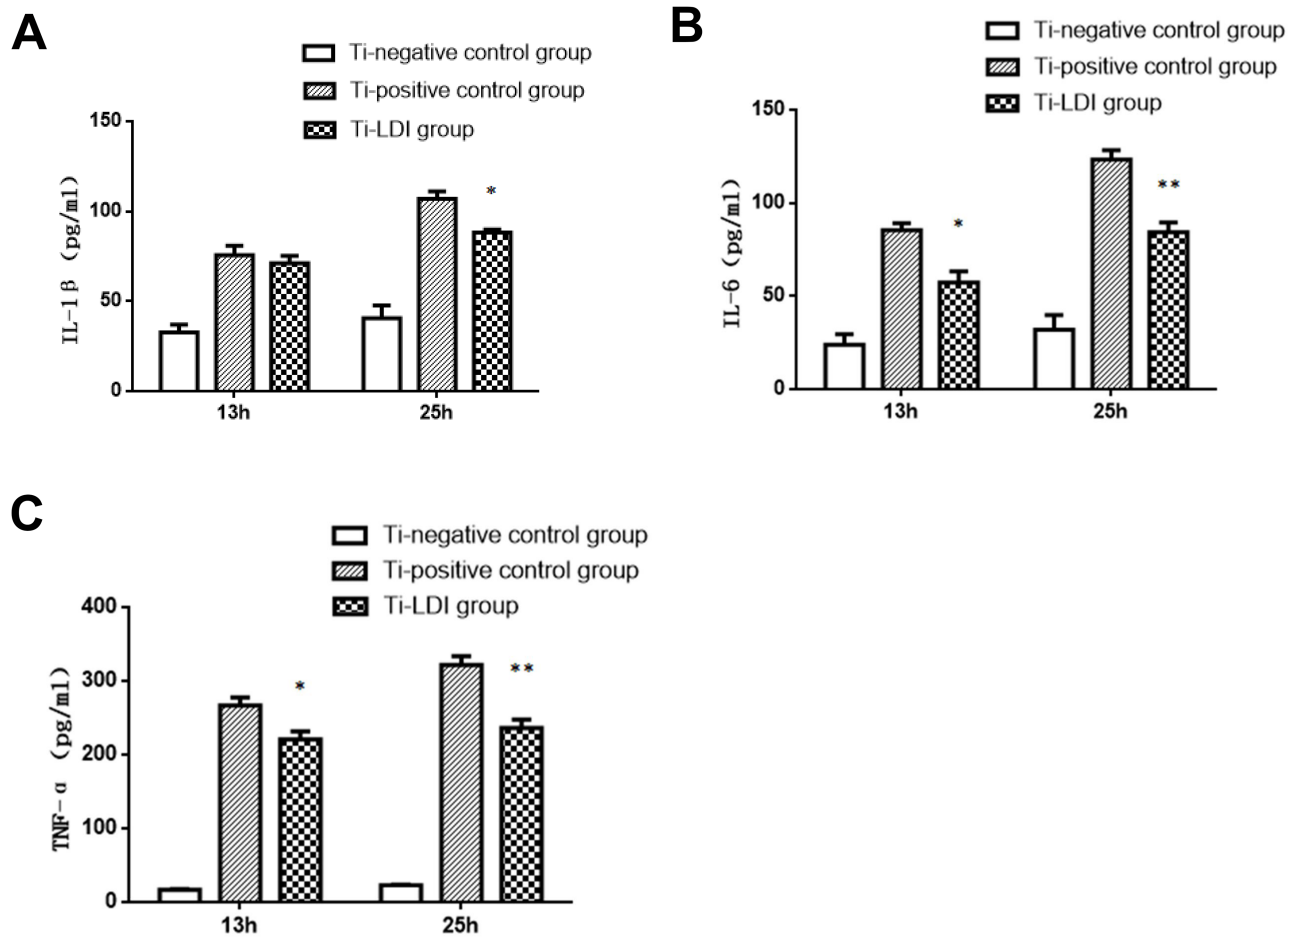 A
Ti-negative control group
Ti-positive control group
Ti-LDI group
IL-1β (pg/ml)
150
100
50
0
*
13h
25h
B
Ti-negative control group
Ti-positive control group
Ti-LDI group
IL-6 (pg/ml)
150
100
50
0
*
**
13h
25h
C
Ti-negative control group
Ti-positive control group
Ti-LDI group
TNF-α (pg/ml)
400
300
200
100
0
*
**
13h
25h